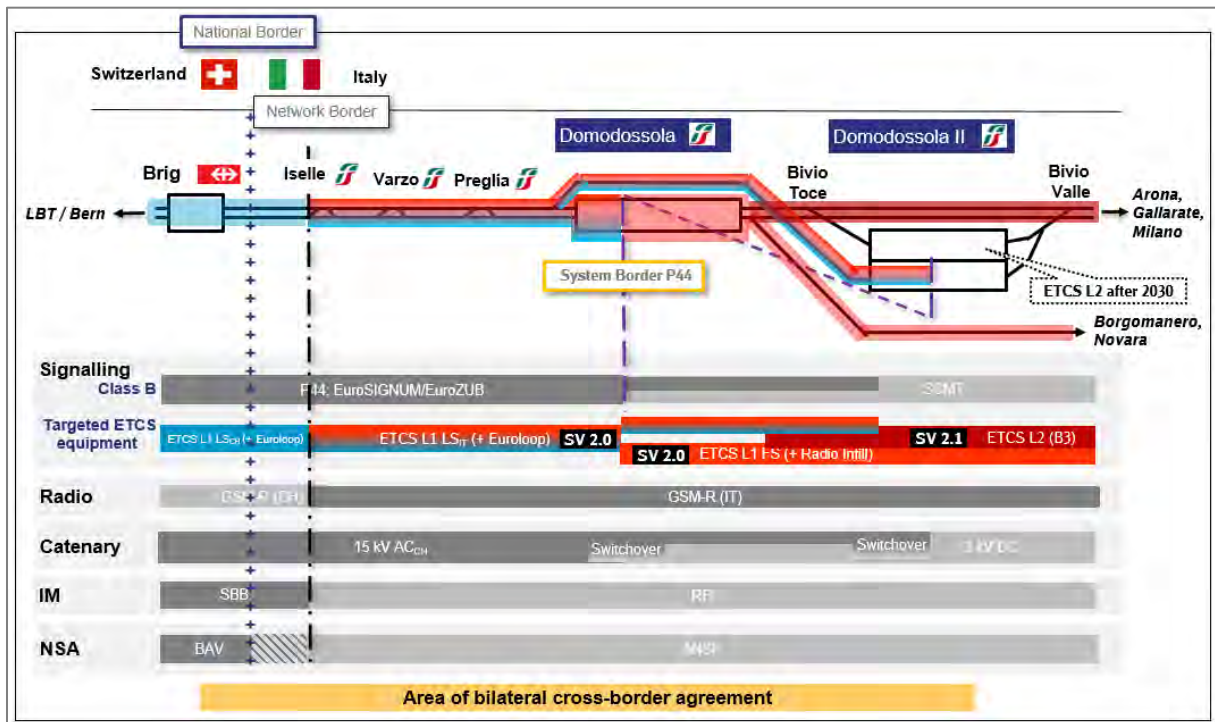 National Border
Switzerland
Italy
Network Border
Domodossola
Domodossola II
Brig
Iselle
Varzo
Preglia
Bivio
Toce
Bivio
Valle
LBT / Bern
Arona,
Gallarate,
Milano
System Border P44
ETCS L2 after 2030
Borgomanero,
Novara
Signalling
Class B
P44: EuroSIGNUM/EuroZUB
SCMT
Targeted ETCS
equipment
ETCS L1 LSCH (+ Euroloop)
ETCS L1 LSIT (+ Euroloop)
SV 2.0
SV 2.0
ETCS L1 FS (+ Radio Infill)
SV 2.1
ETCS L2 (B3)
Radio
GSM-R (CH)
GSM-R (IT)
Catenary
15 kV ACCH
Switchover
Switchover
3 kV DC
IM
SBB
RFI
NSA
BAV
Area of bilateral cross-border agreement